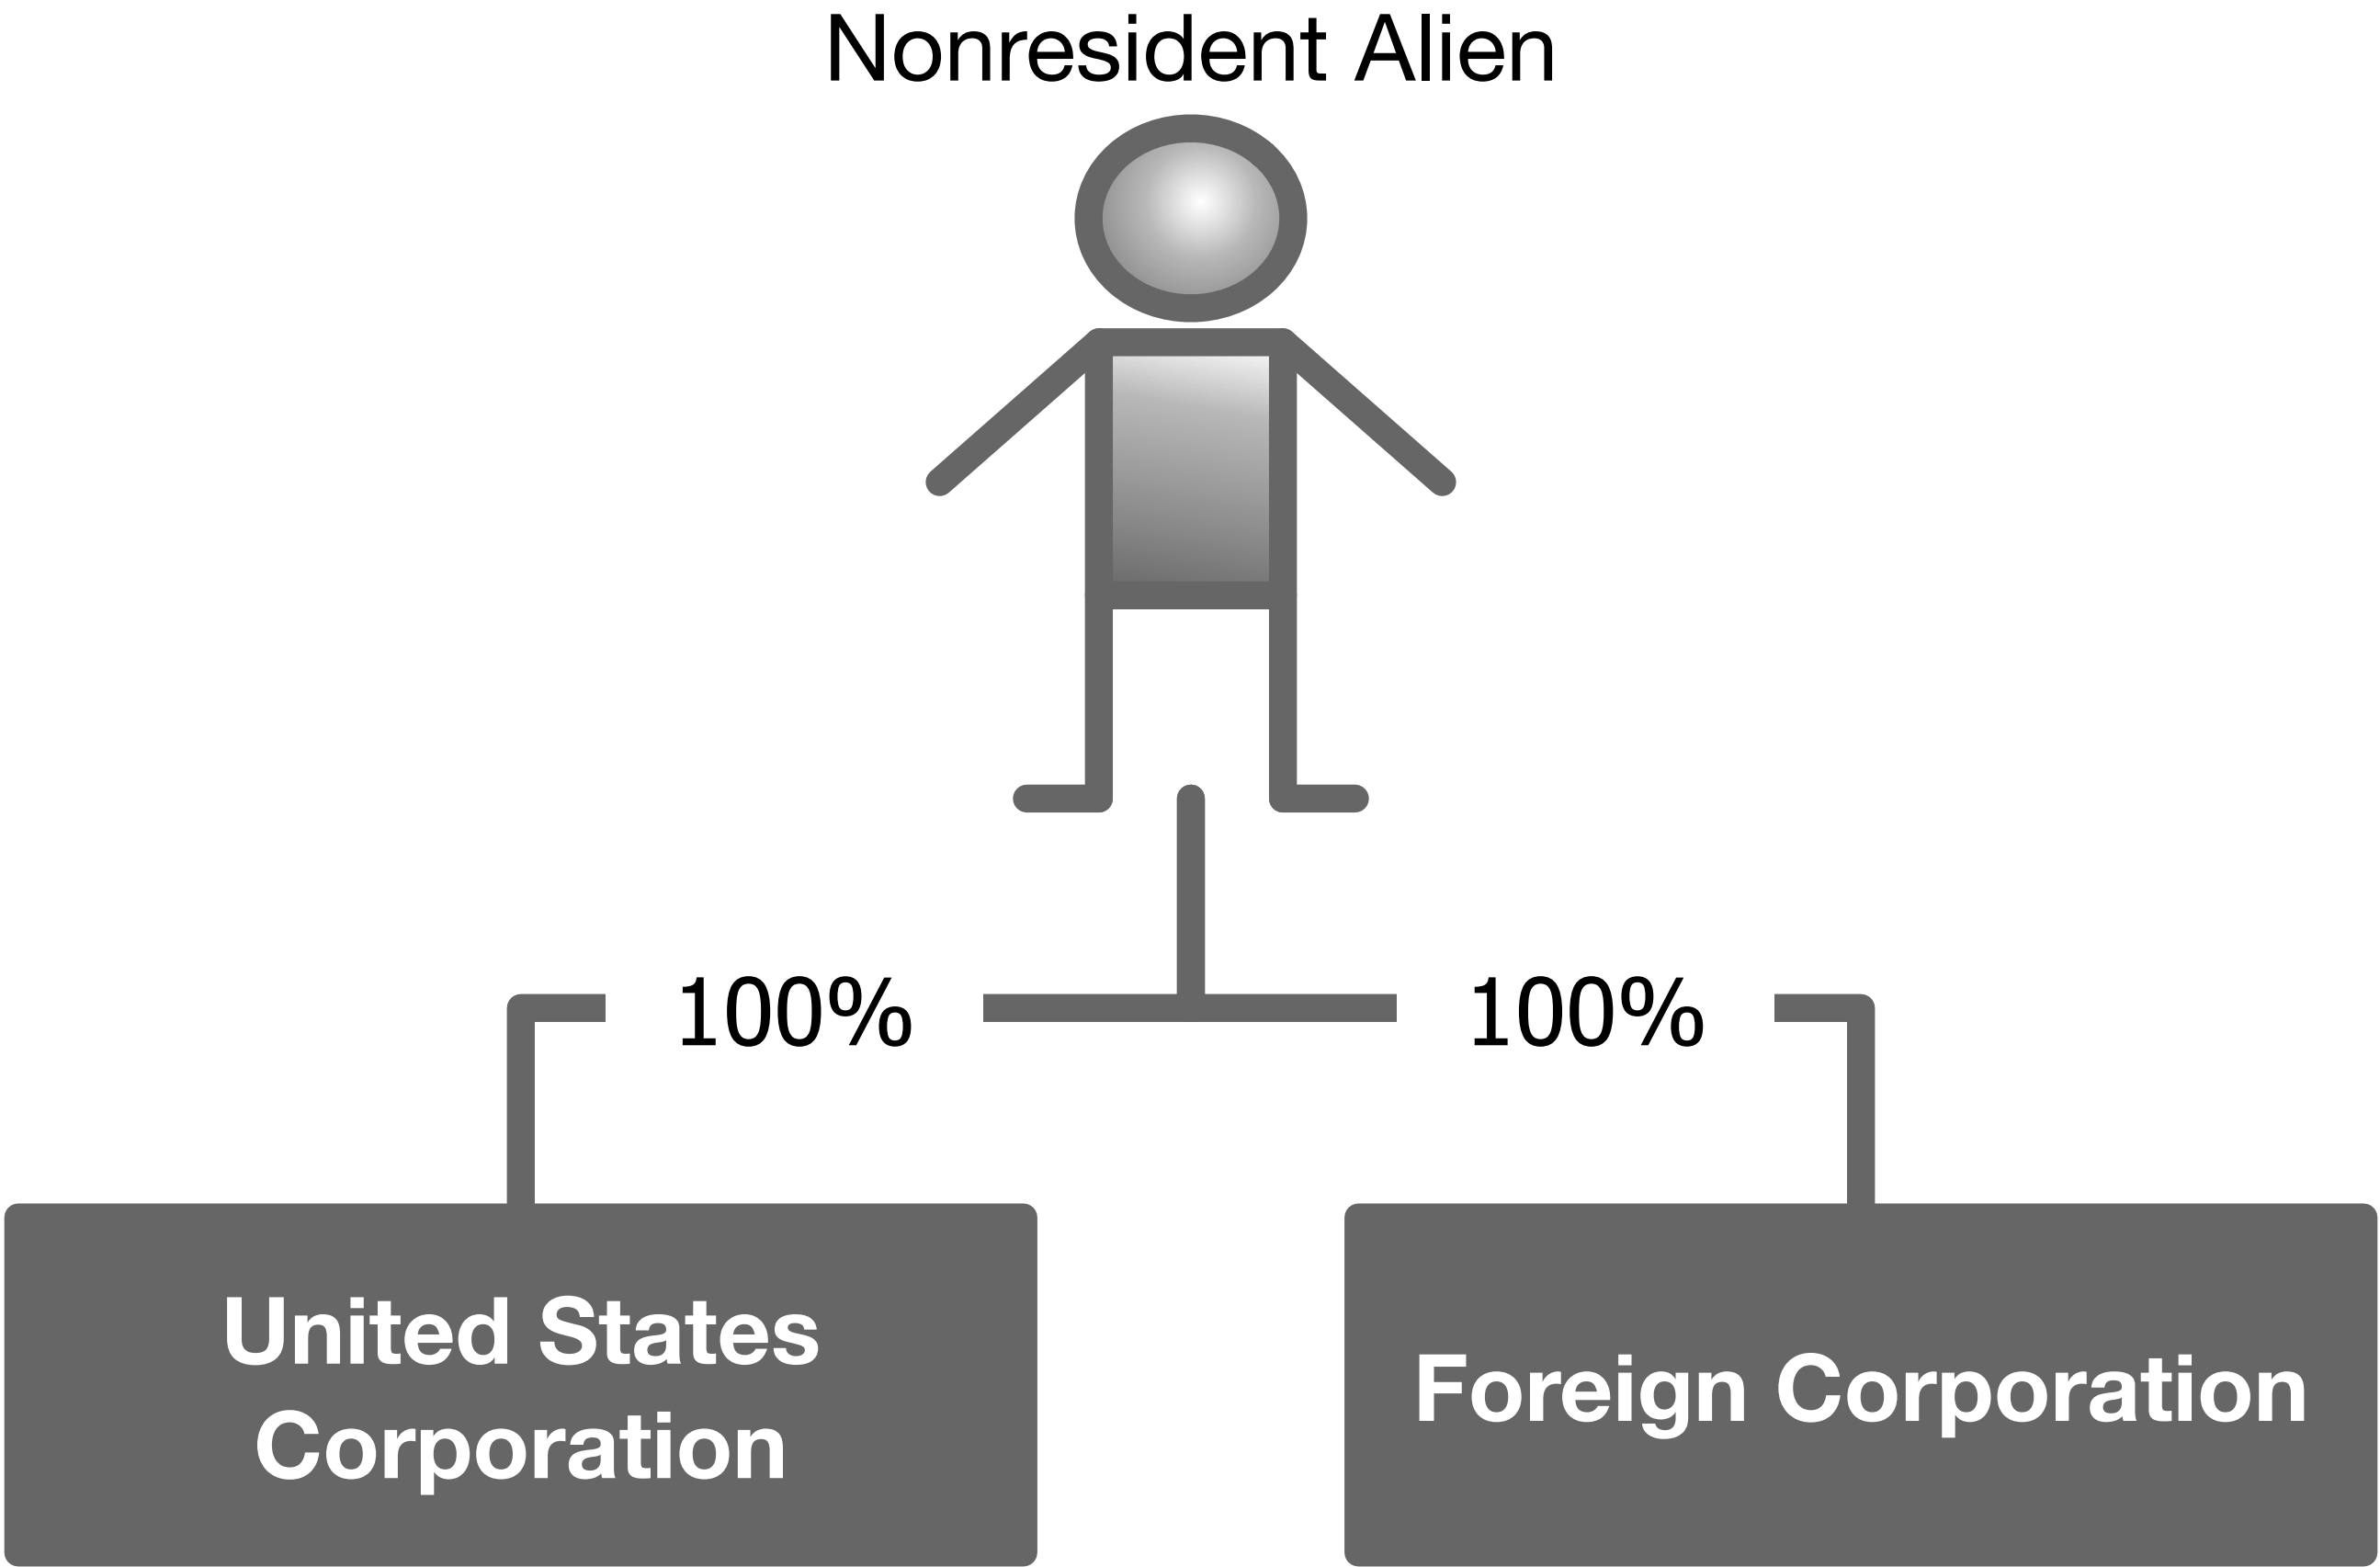 Nonresident Alien
100%
100%
United States
Corporation
Foreign Corporation